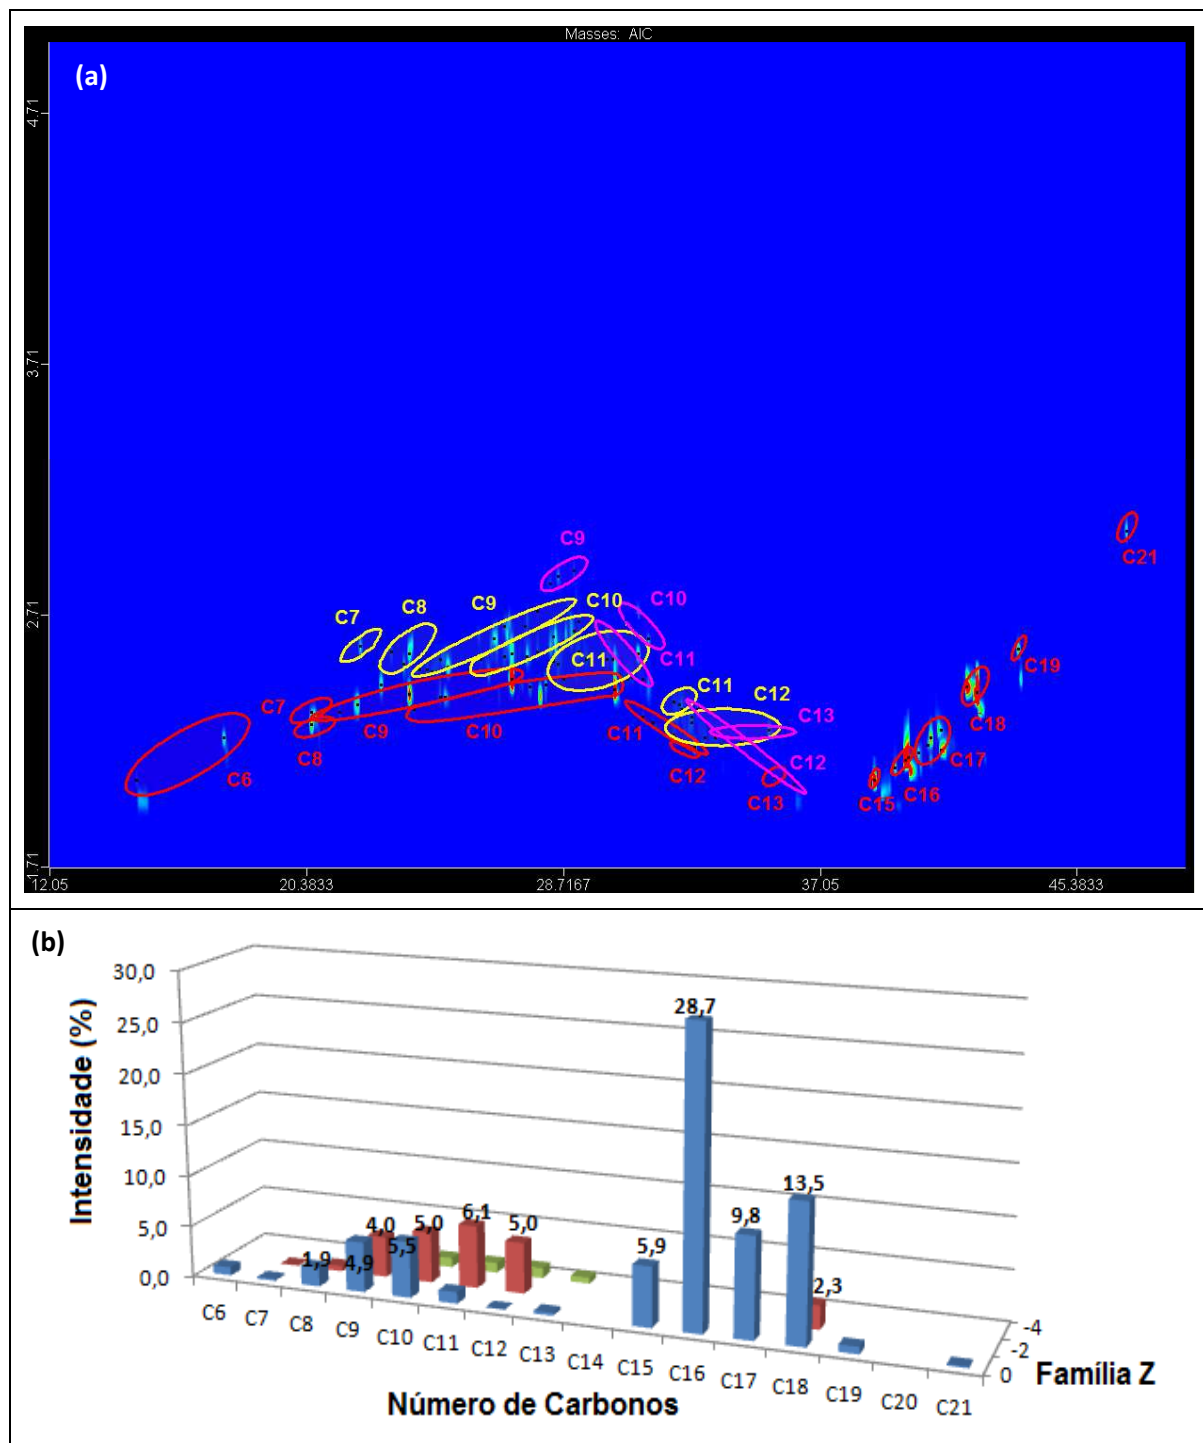 Masses: AIC
(a)
4.71
3.71
2.71
1.71
C9
C21
C7
C8
C9
C10
C10
C11
C11
C19
C7
C9
C10
C8
C6
C11
C11
C12
C13
C12
C12
C13
C15
C16
C17
C18
12.05
20.3833
28.7167
37.05
45.3833
(b)
Intensidade (%)
30,0
25,0
20,0
15,0
10,0
5,0
0,0
28,7
13,5
9,8
5,9
2,3
6,1
5,0
5,0
4,0
5,5
4,9
1,9
C6
C7
C8
C9
C10
C11
C12
C13
C14
C15
C16
C17
C18
C19
C20
C21
-4
-2
0
Família Z
Número de Carbonos